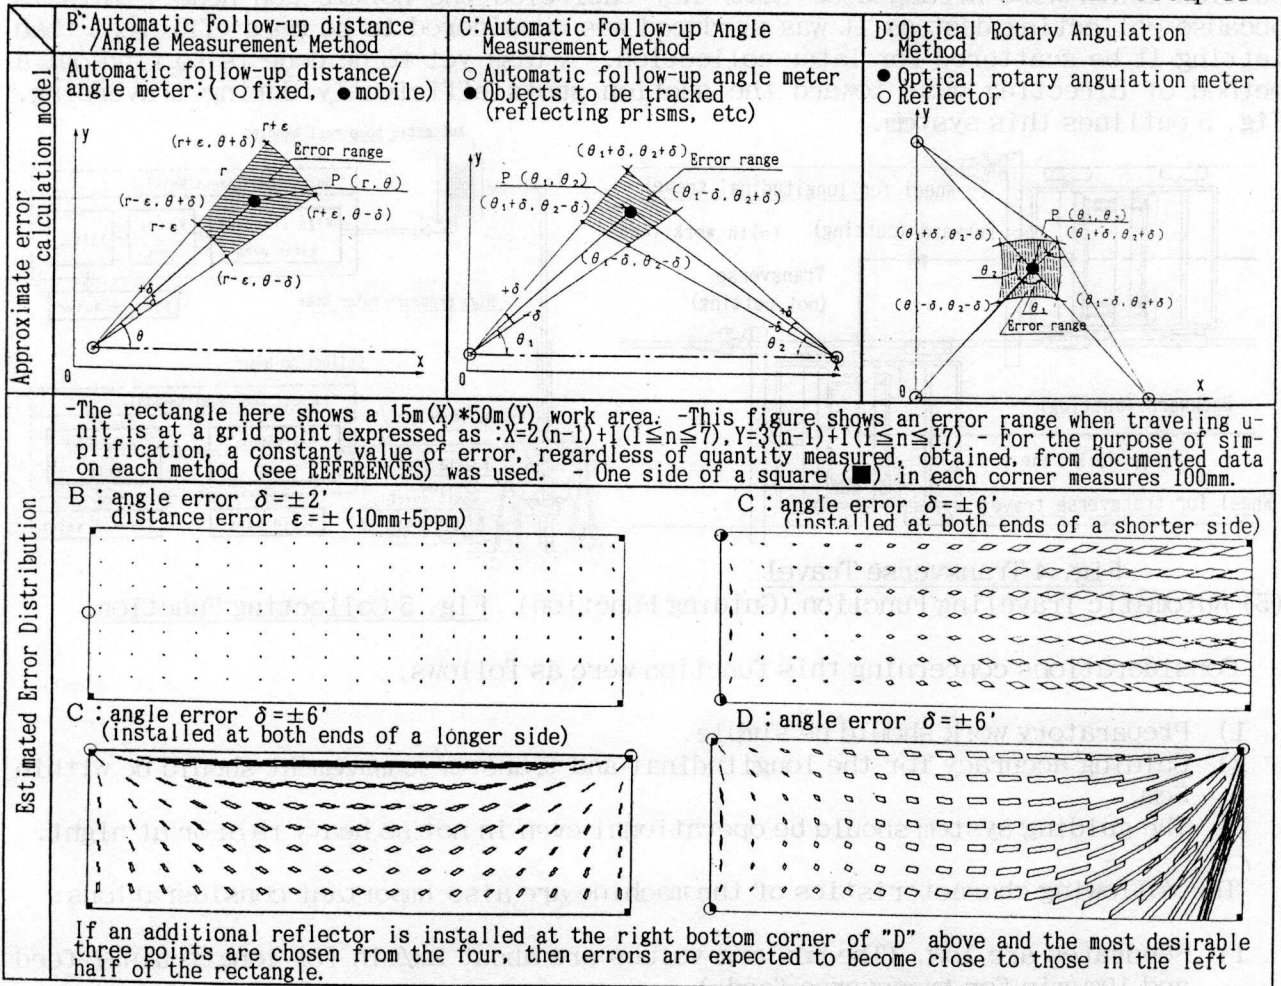 B : Automatic Follow-up distance
/Angle Measurement Method
C:Automatic Follow-up Angle
Measurement Method
D:Optical Rotary Angulation
Method
Approximate error
calculation model
Automatic follow-up distance/
angle meter: ○fixed, ●mobile)
y
r+ε
(r+ε, θ+δ)
Error range
r
P (r, θ)
(r-ε, θ+δ)
(r+ε, θ-δ)
r-ε
(r-ε, θ-δ)
+δ
-δ
θ
0
X
○ Automatic follow-up angle meter
● Objects to be tracked
(reflecting prisms, etc)
y
(θ1+δ, θ2+δ)
Error range
P (θ1, θ2)
(θ1+δ, θ2-δ)
(θ1-δ, θ2+δ)
(θ1-δ, θ2-δ)
+δ
-δ
θ1
+δ
-δ
θ2
0
X
● Optical rotary angulation meter
○ Reflector
y
P (θ1, θ2)
(θ1+δ, θ2-δ)
(θ1+δ, θ2+δ)
θ2
(θ1-δ, θ2-δ)
(θ1-δ, θ2+δ)
θ1
Error range
0
X
-The rectangle here shows a 15m(X)*50m(Y) work area. -This figure shows an error range when traveling u-
nit is at a grid point expressed as :X=2(n-1)+1(1≦n≦7),Y=3(n-1)+1(1≦n≦17) - For the purpose of sim-
plification, a constant value of error, regardless of quantity measured, obtained, from documented data
on each method (see REFERENCES) was used. - One side of a square (■) in each corner measures 100mm.
Estimated Error Distribution
B : angle error δ=±2'
distance error ε=±(10mm+5ppm)
C : angle error δ=±6'
(installed at both ends of a shorter side)
C : angle error δ=±6'
(installed at both ends of a longer side)
D : angle error δ=±6'
If an additional reflector is installed at the right bottom corner of "D" above and the most desirable
three points are chosen from the four, then errors are expected to become close to those in the left
half of the rectangle.